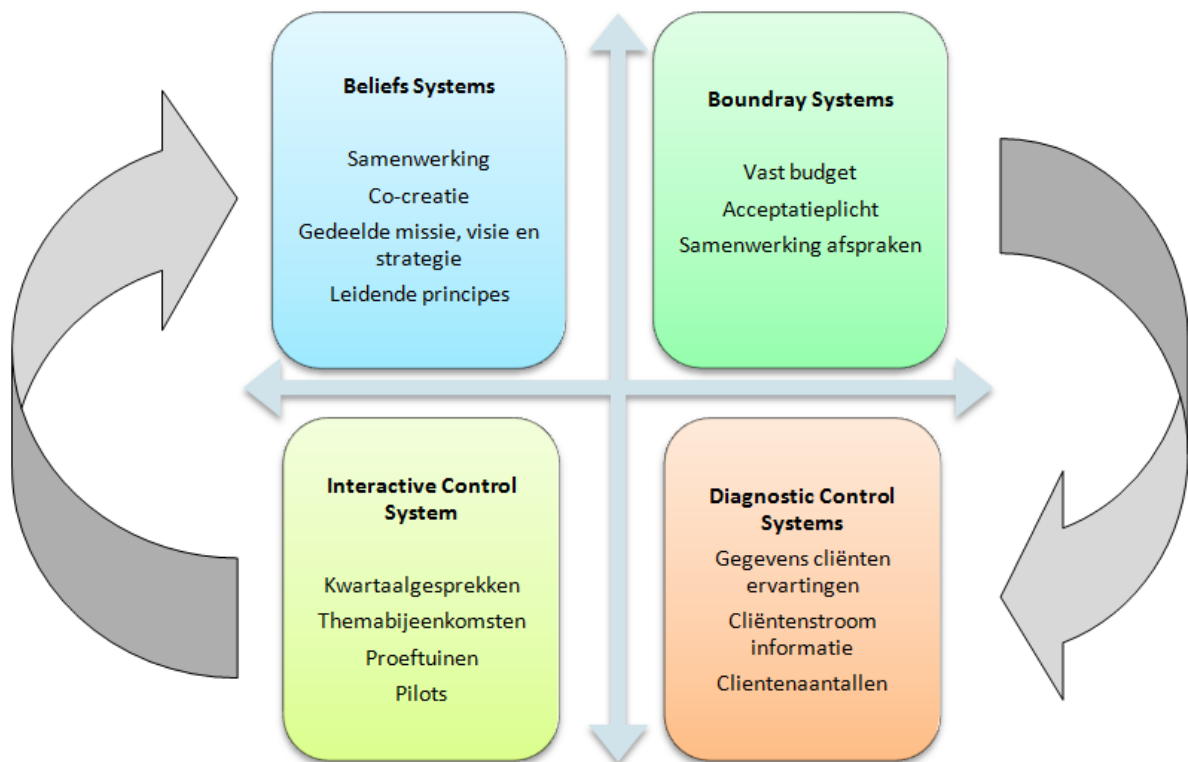 Beliefs Systems
Samenwerking
Co-creatie
Gedeelde missie, visie en
strategie
Leidende principes
Boundray Systems
Vast budget
Acceptatieplicht
Samenwerking afspraken
Interactive Control
System
Kwartaalgesprekken
Themabijeenkomsten
Proeftuinen
Pilots
Diagnostic Control
Systems
Gegevens cliënten
ervartingen
Cliëntenstroom
informatie
Clientenaantallen